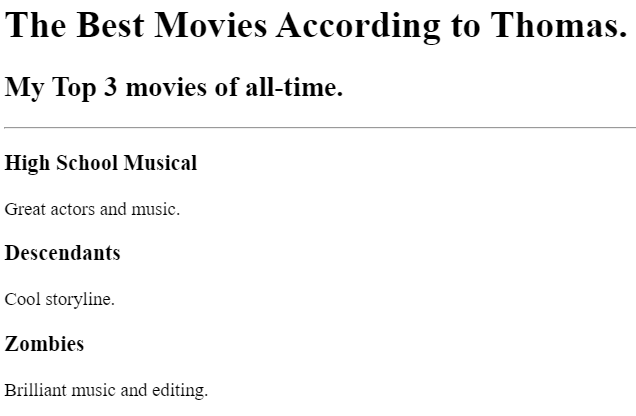 The Best Movies According to Thomas.
My Top 3 movies of all-time.
High School Musical
Great actors and music.
Descendants
Cool storyline.
Zombies
Brilliant music and editing.